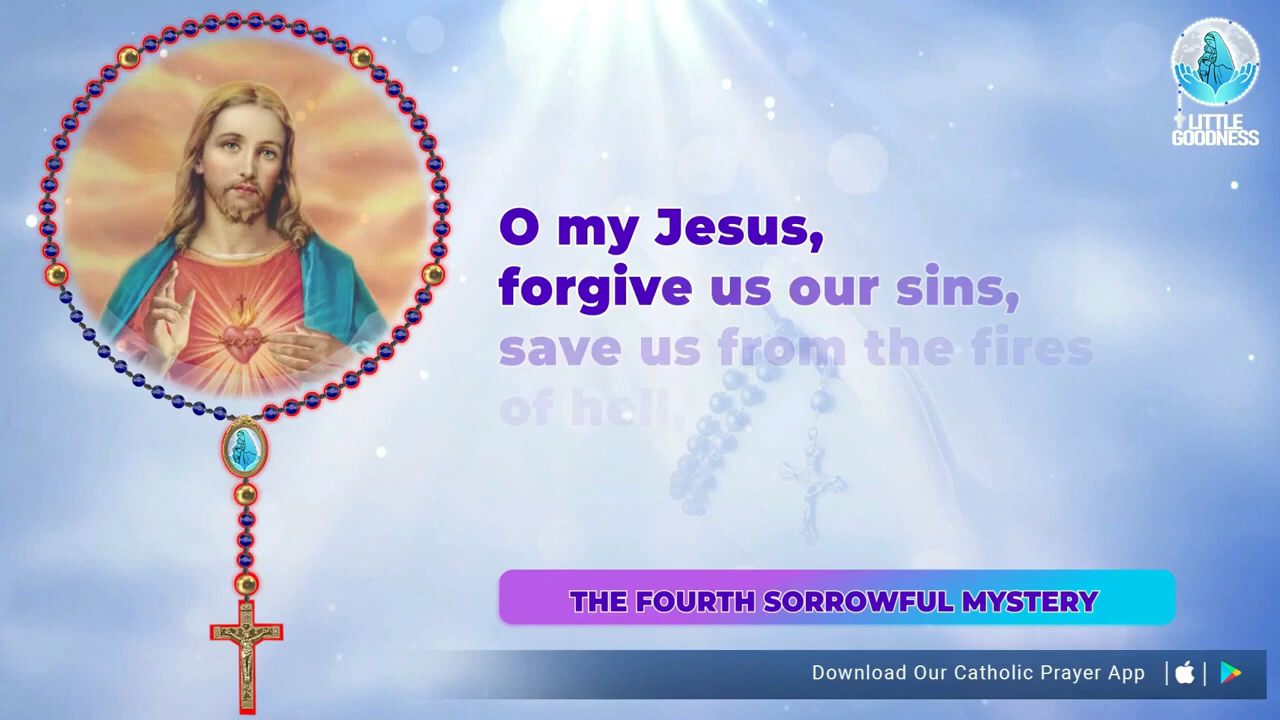 LITTLE
GOODNESS
O my Jesus,
forgive us our sins,
save us from the fires
of hell
THE FOURTH SORROWFUL MYSTERY
Download Our Catholic Prayer App